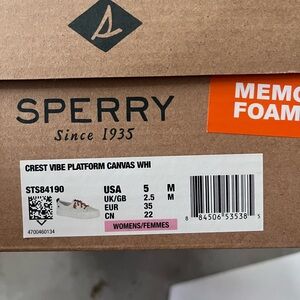 SPERRY
Since 1935
MEMO
FOAM
CREST VIBE PLATFORM CANVAS WHI
STS84190
USA 5 M
UK/GB 2.5 M
EUR 35
CN 22
WOMENS/FEMMES
4700460134
8 84506 53538 5